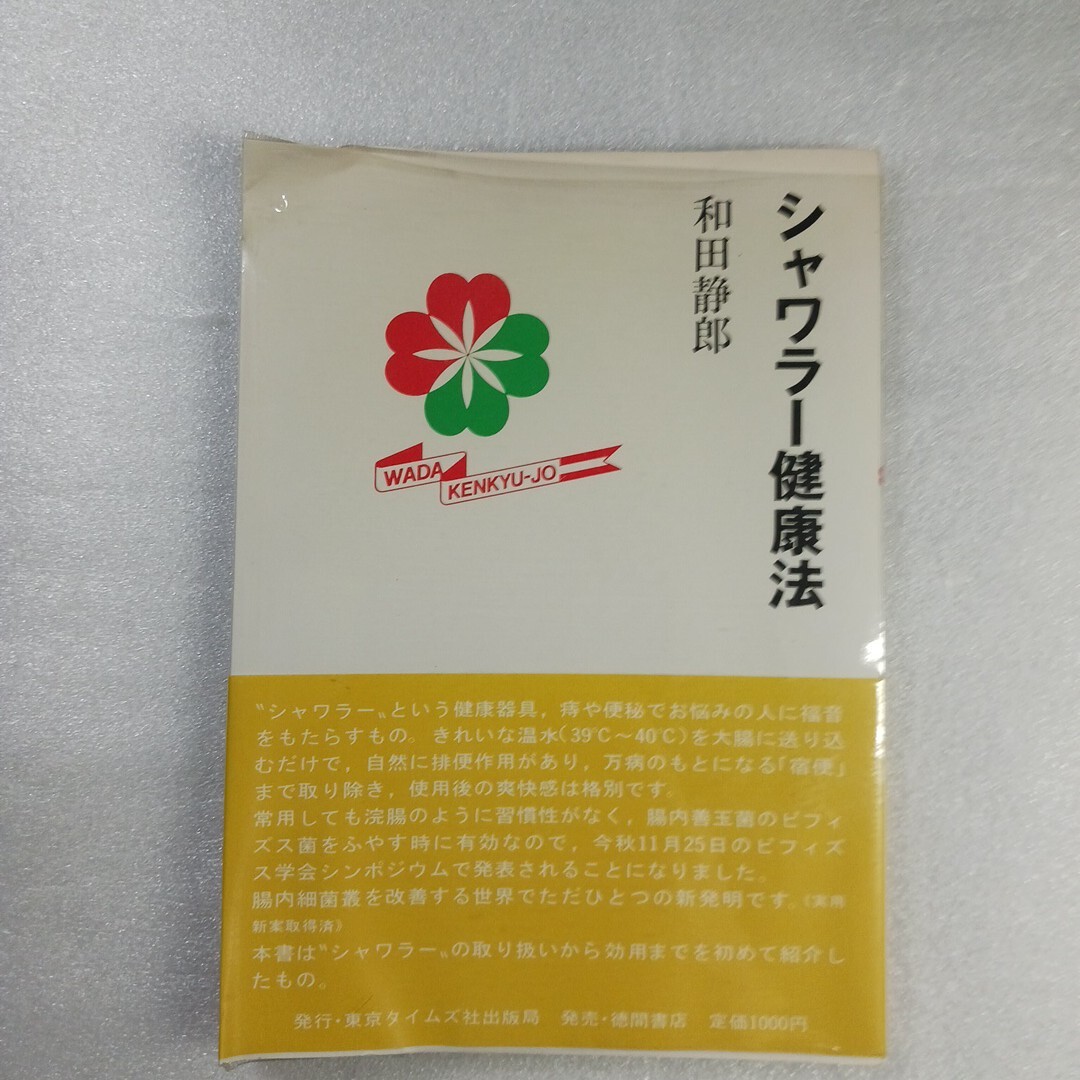 シャワラー健康法
和田静郎
WADA
KENKYU-JO
〝シャワラー〟という健康器具，痔や便秘でお悩みの人に福音
をもたらすもの。きれいな温水(39℃～40℃)を大腸に送り込
むだけで，自然に排便作用があり，万病のもとになる「宿便」
まで取り除き，使用後の爽快感は格別です。
常用しても浣腸のように習慣性がなく，腸内善玉菌のビフィ
ズス菌をふやす時に有効なので，今秋11月25日のビフィズ
ス学会シンポジウムで発表されることになりました。
腸内細菌叢を改善する世界でただひとつの新発明です。《実用
新案取得済》
本書は〝シャワラー〟の取り扱いから効用までを初めて紹介し
たもの。
発行・東京タイムズ社出版局　発売・徳間書店　定価1000円